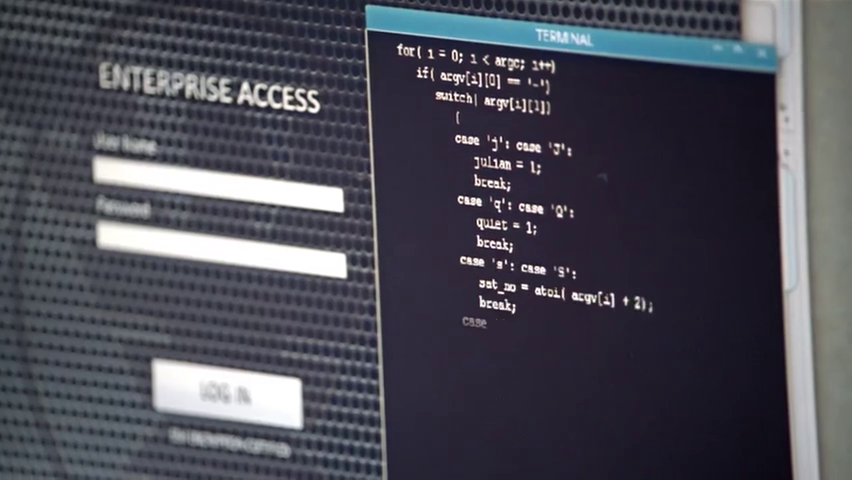 ENTERPRISE ACCESS
User Name
Password
LOG IN
TERMINAL
for( i = 0; i < argc; i++)
if( argv[i][0] == '-')
switch( argv[i][1])
{
case 'j': case 'J':
julian = 1;
break;
case 'q': case 'Q':
quiet = 1;
break;
case 's': case 'S':
sat_no = atoi( argv[i] + 2);
break;
case '